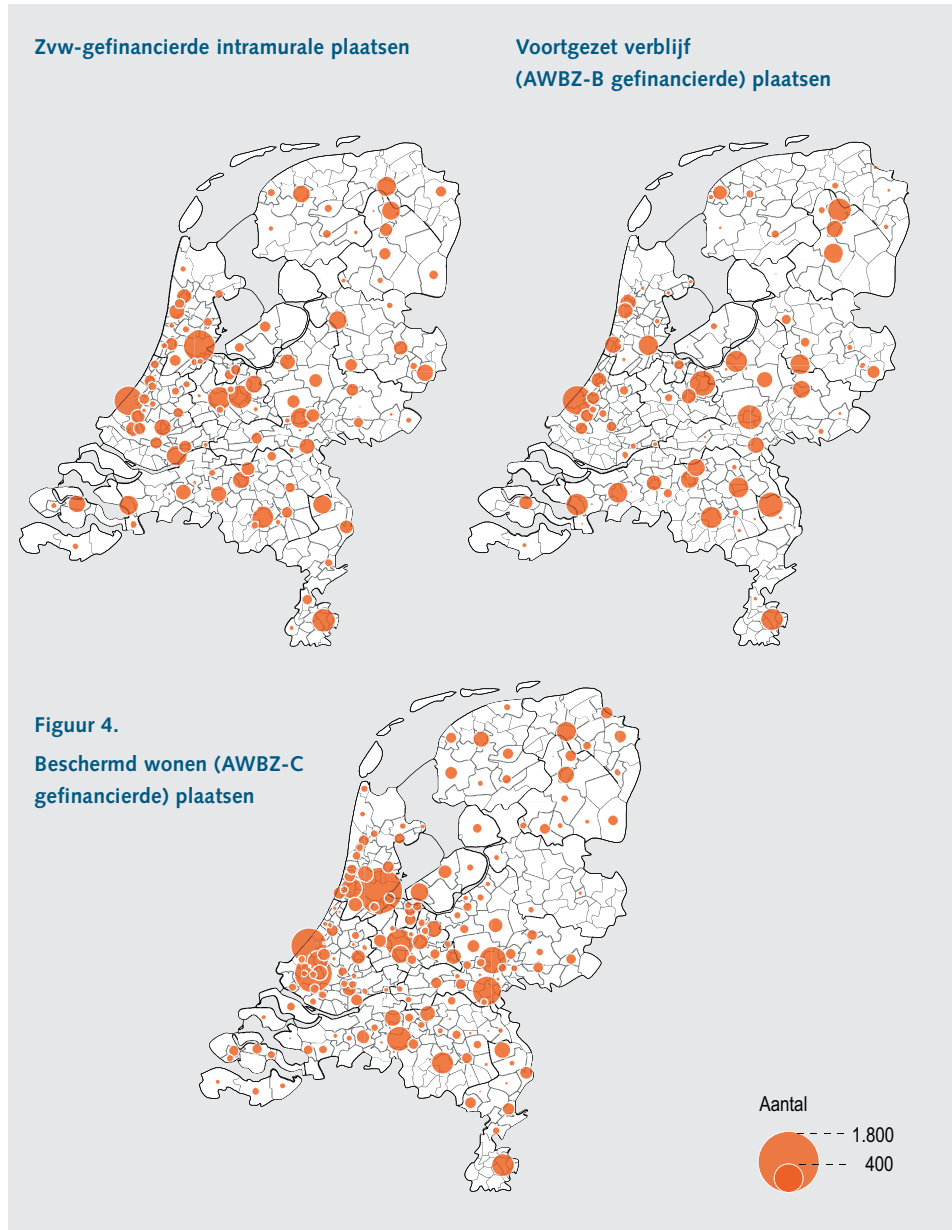 Zvw-gefinancierde intramurale plaatsen
Voortgezet verblijf
(AWBZ-B gefinancierde) plaatsen
Figuur 4.
Beschermd wonen (AWBZ-C
gefinancierde) plaatsen
Aantal
1.800
400